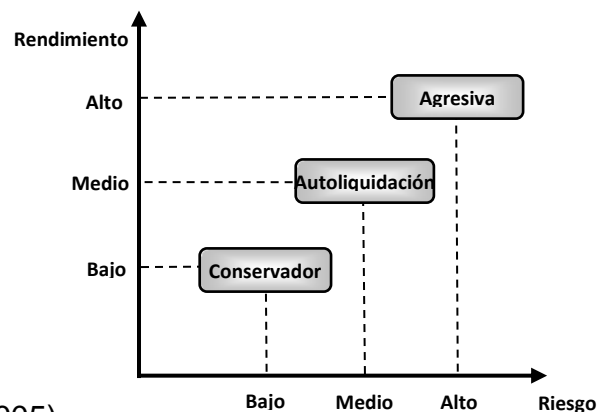 Rendimiento
Alto
Agresiva
Medio
Autoliquidación
Bajo
Conservador
Bajo Medio Alto Riesgo